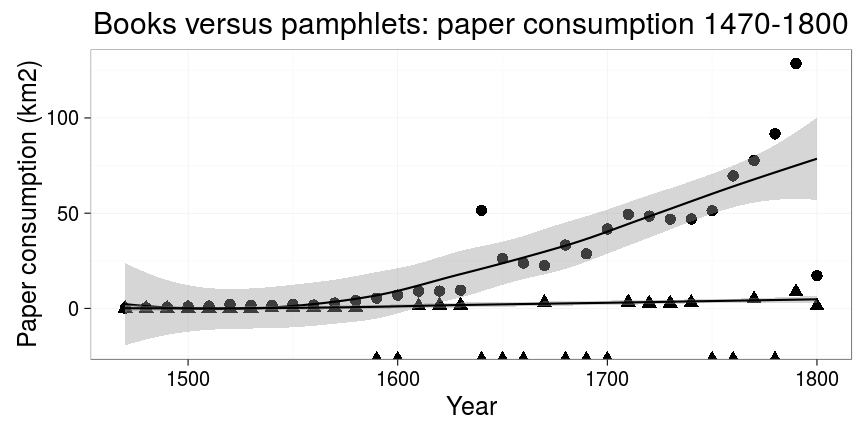 Books versus pamphlets: paper consumption 1470-1800
Paper consumption (km2)
100
50
0
1500 1600 1700 1800
Year